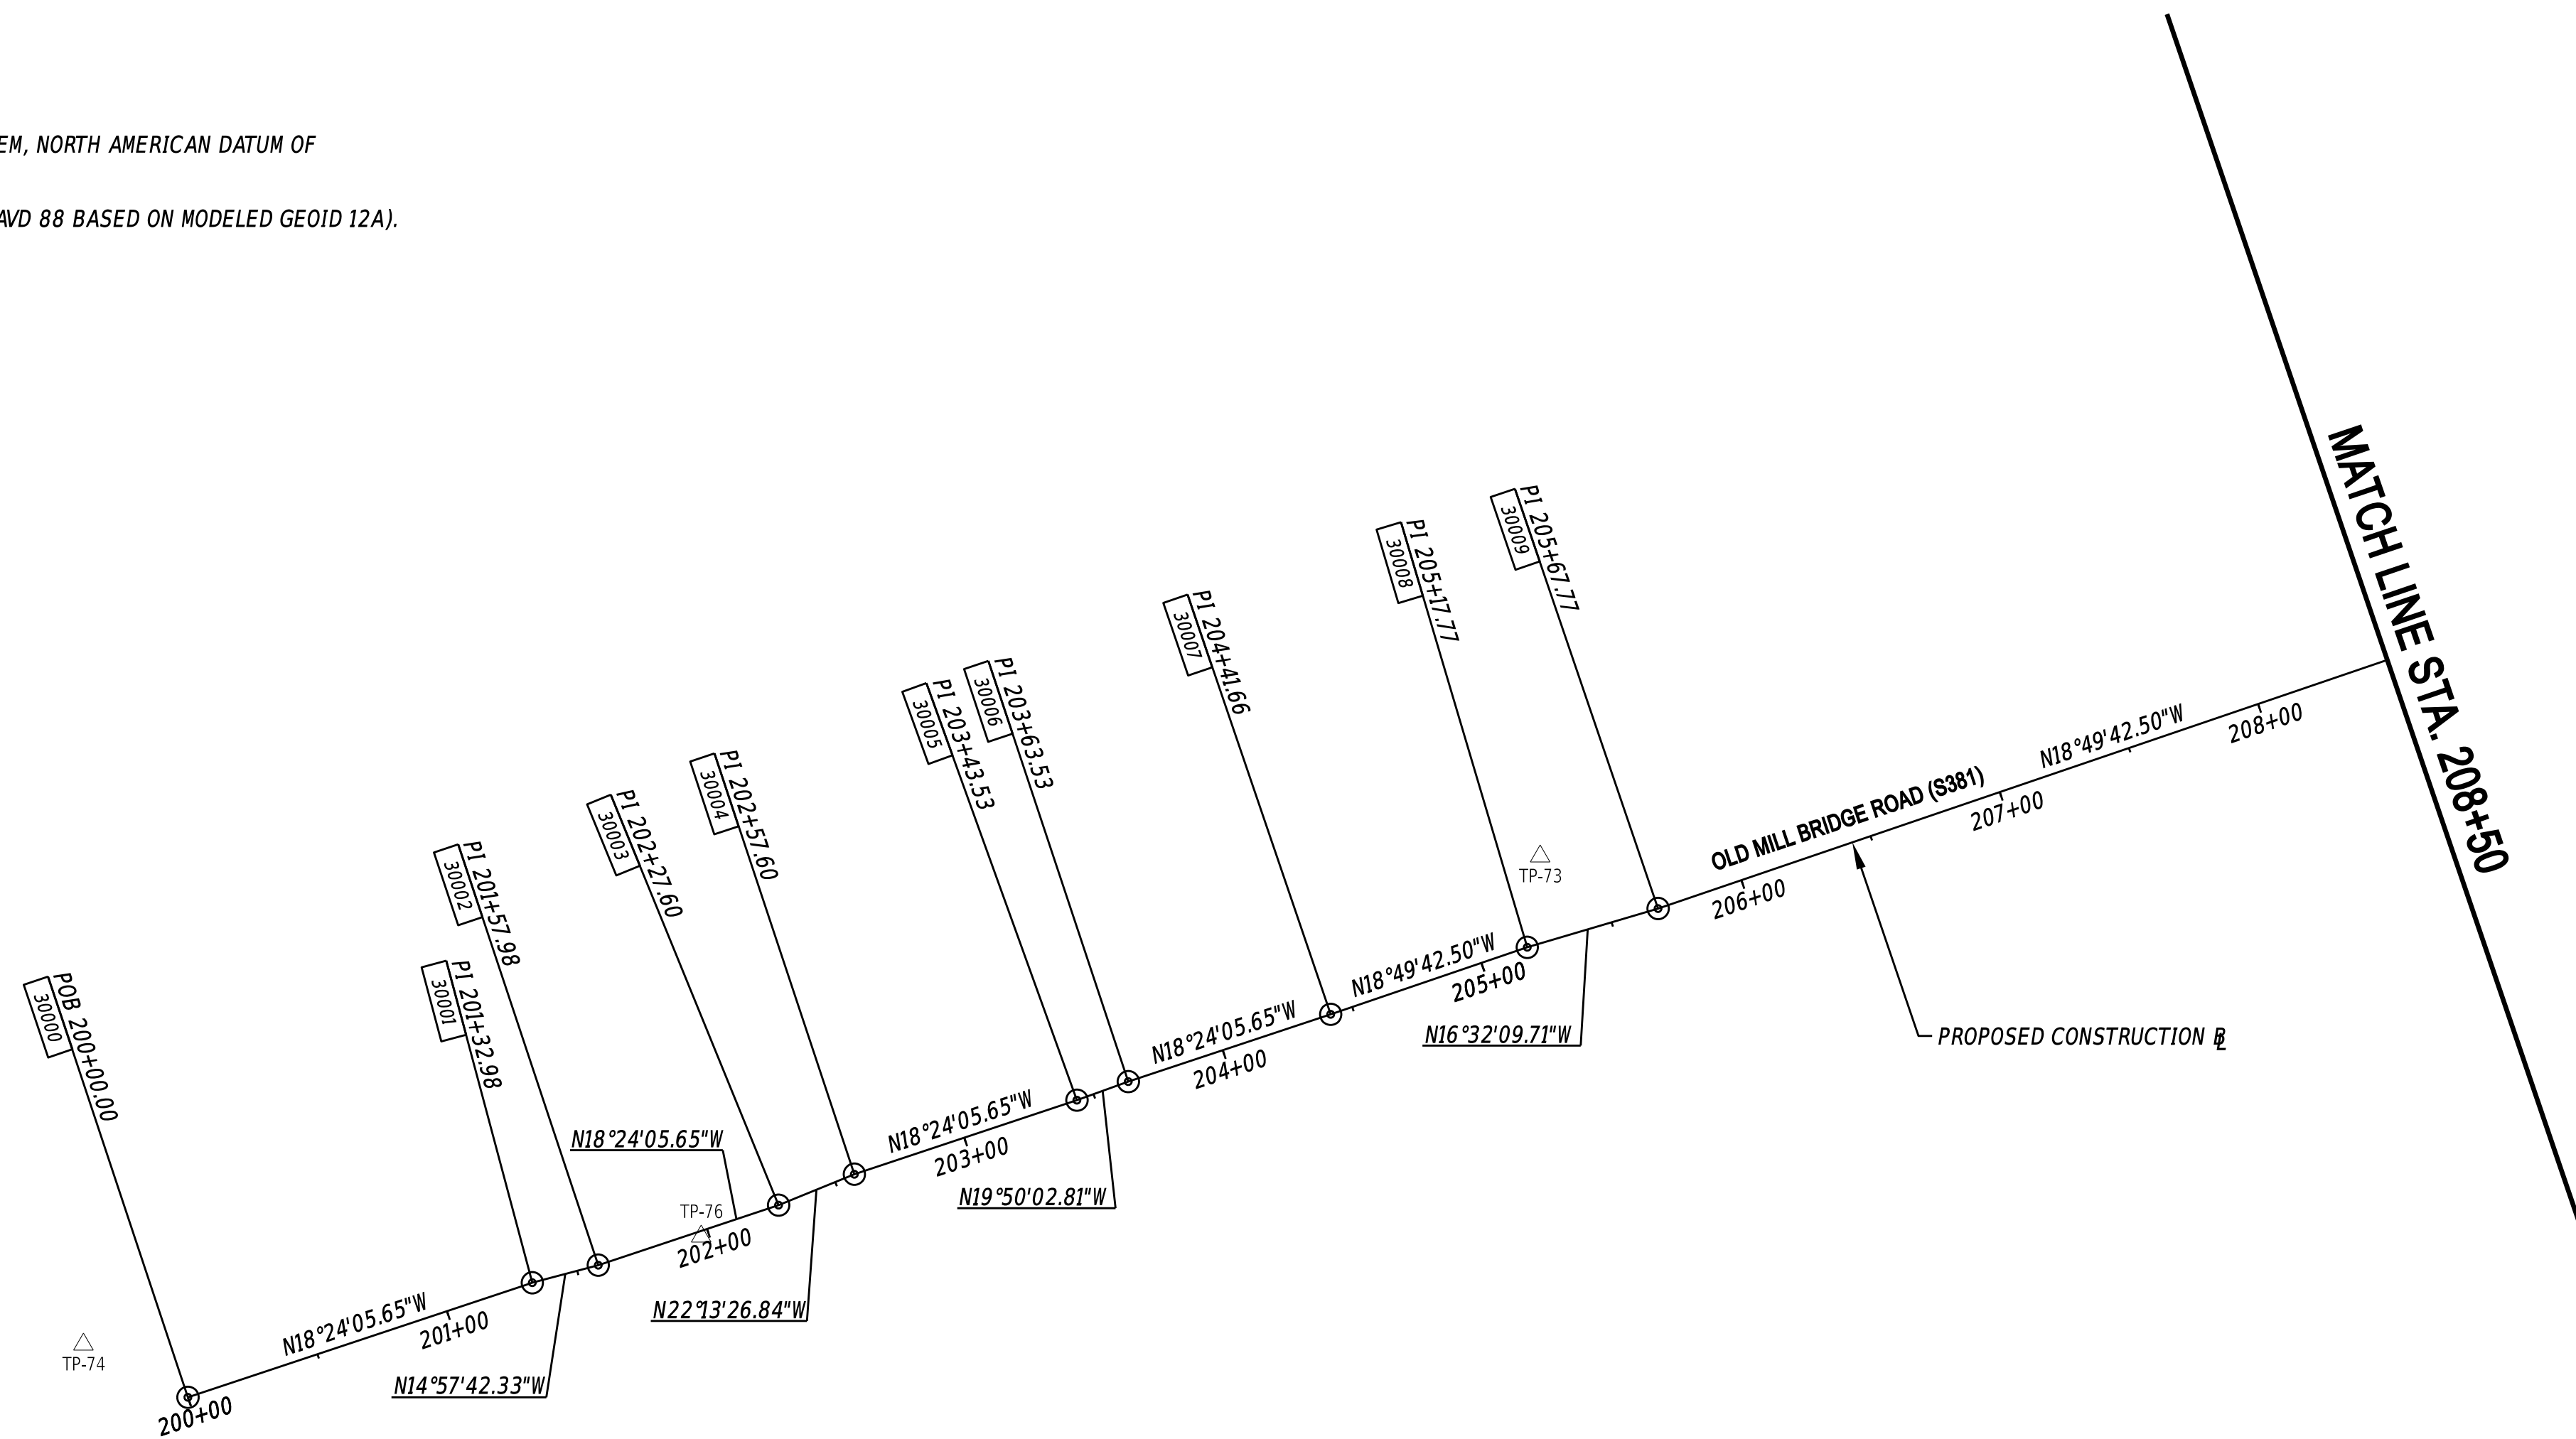 EM, NORTH AMERICAN DATUM OF
AVD 88 BASED ON MODELED GEOID 12A).
POB 200+00.00
30000
PI 201+32.98
30001
PI 201+57.98
30002
PI 202+27.60
30003
PI 202+57.60
30004
PI 203+43.53
30005
PI 203+63.53
30006
PI 204+41.66
30007
PI 205+17.77
30008
PI 205+67.77
30009
MATCH LINE STA. 208+50
TP-74
200+00
N18°24'05.65"W
201+00
N14°57'42.33"W
N18°24'05.65"W
TP-76
202+00
N22°13'26.84"W
N18°24'05.65"W
203+00
N19°50'02.81"W
N18°24'05.65"W
204+00
N18°49'42.50"W
205+00
N16°32'09.71"W
TP-73
OLD MILL BRIDGE ROAD (S381)
206+00
207+00
N18°49'42.50"W
208+00
PROPOSED CONSTRUCTION BL